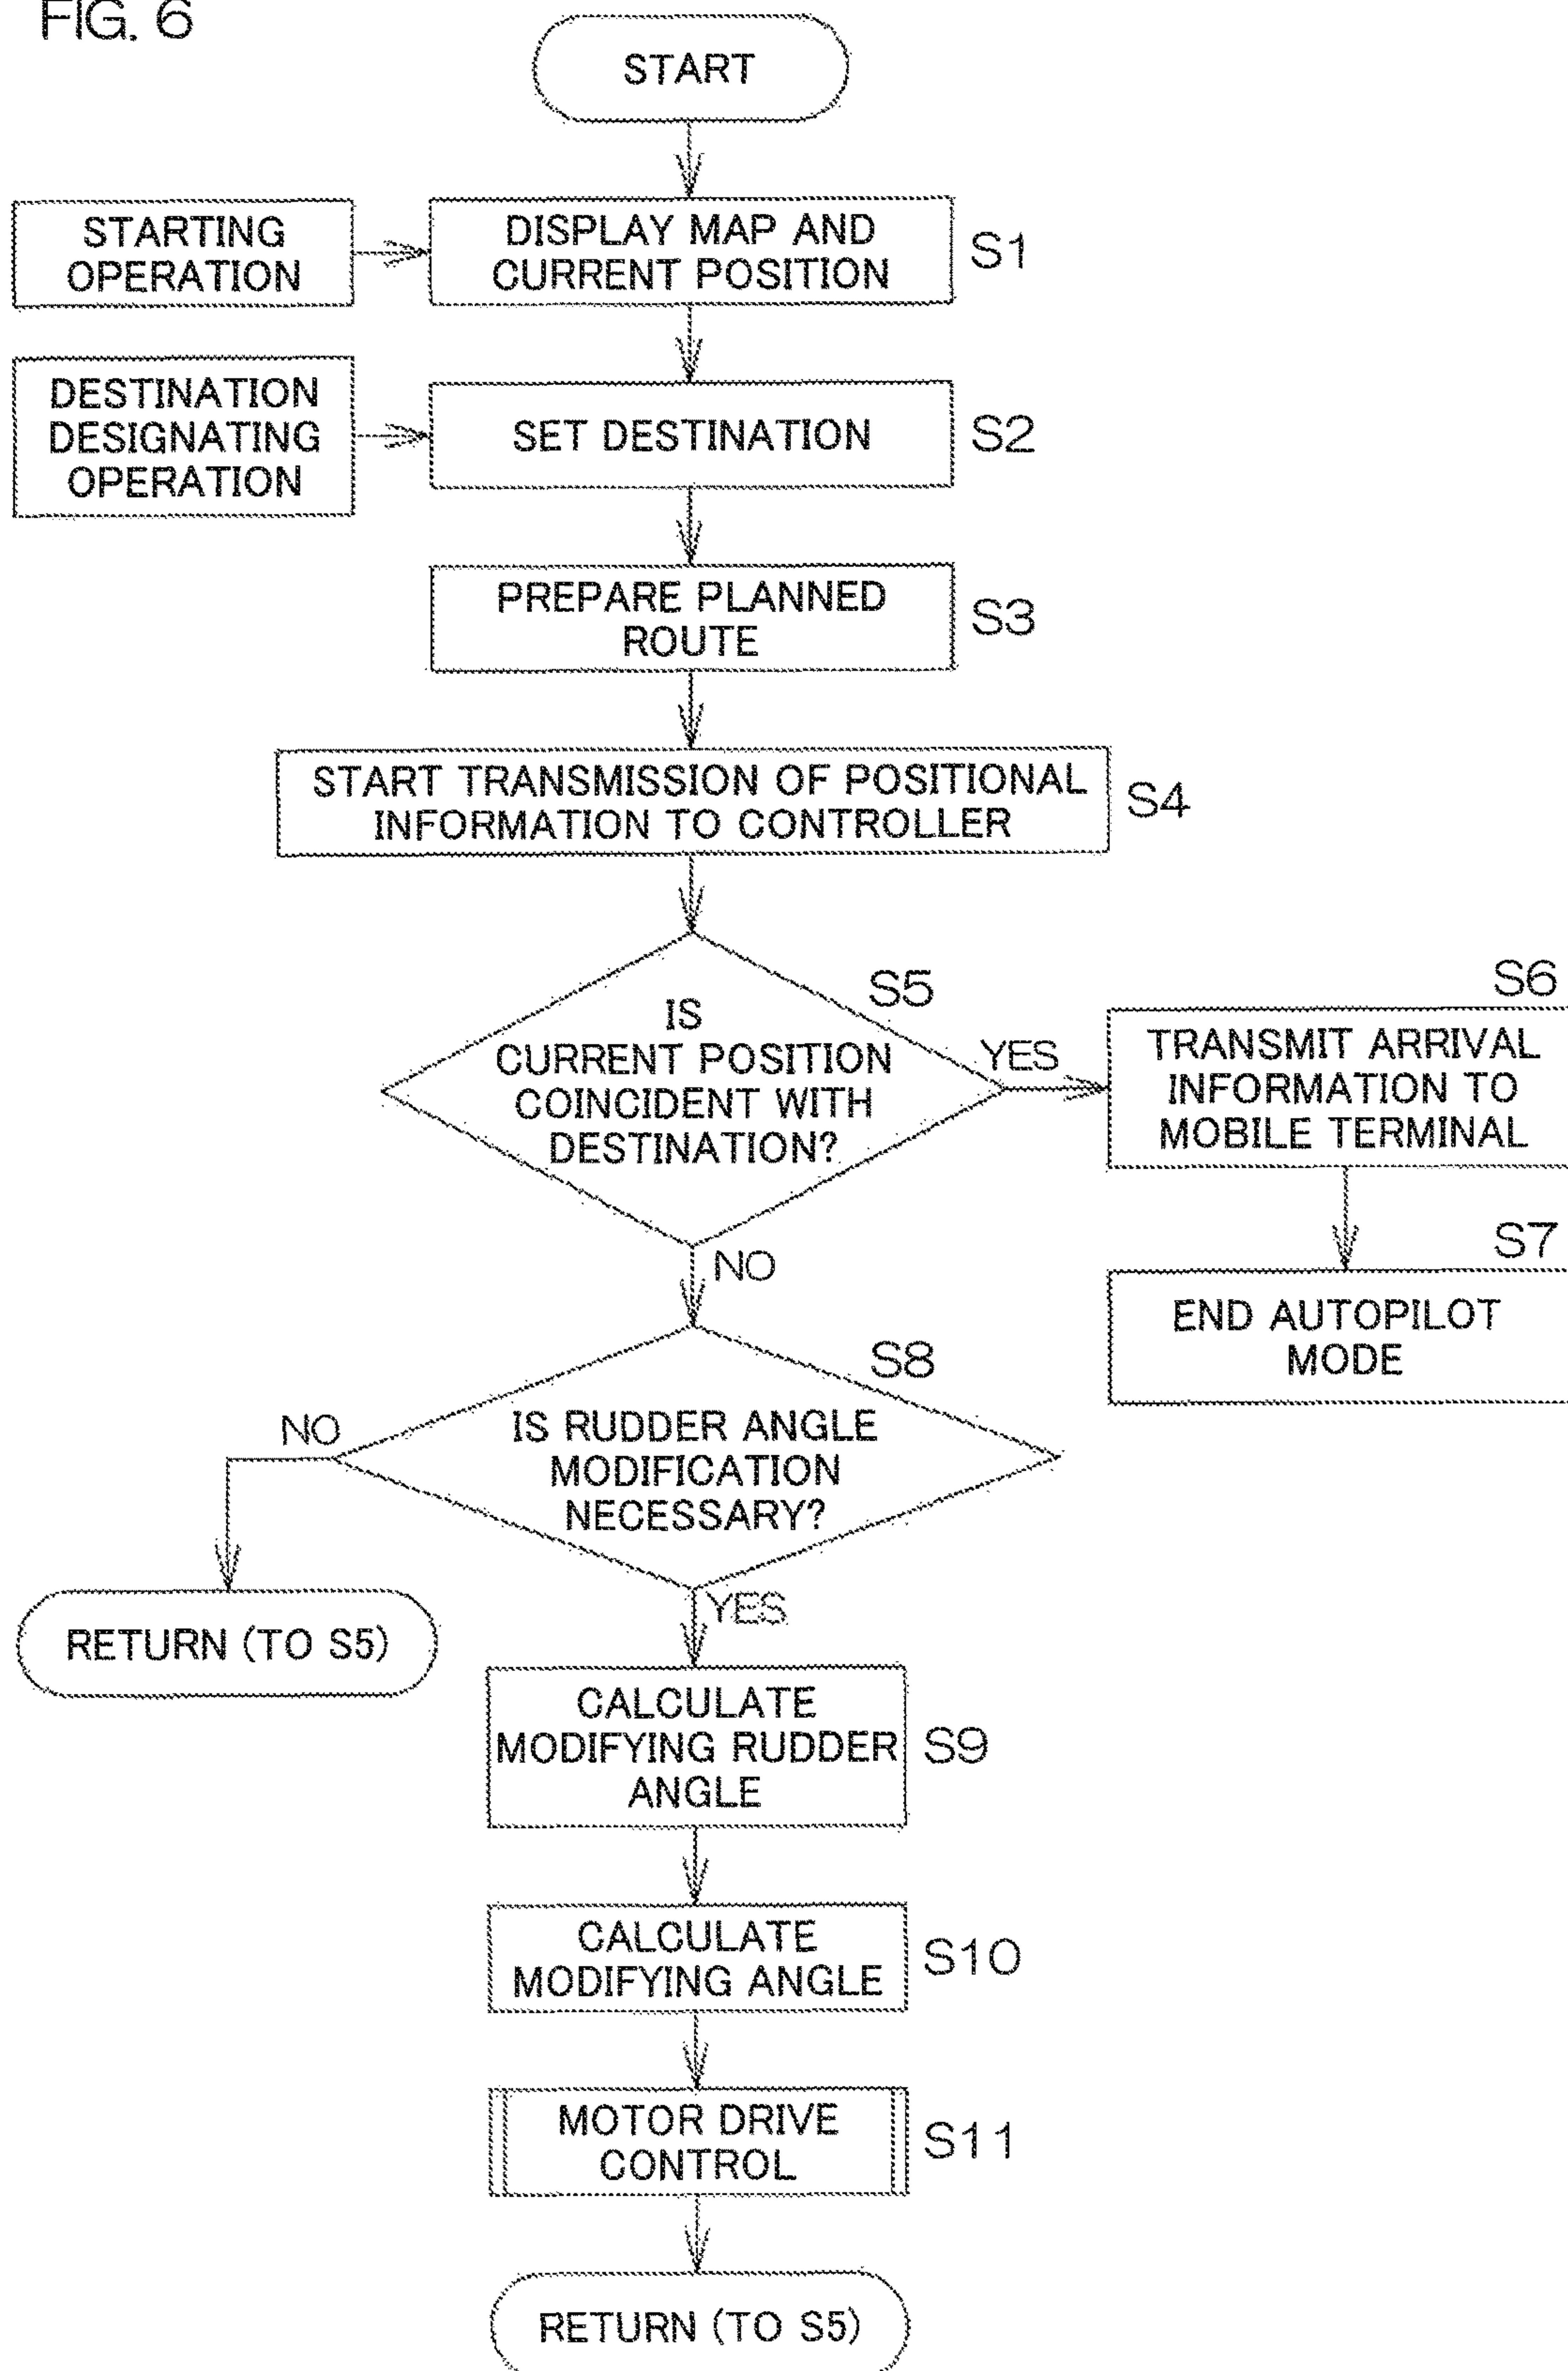 FIG. 6
START
STARTING
OPERATION
DISPLAY MAP AND
CURRENT POSITION
S1
DESTINATION
DESIGNATING
OPERATION
SET DESTINATION
S2
PREPARE PLANNED
ROUTE
S3
START TRANSMISSION OF POSITIONAL
INFORMATION TO CONTROLLER
S4
IS
CURRENT POSITION
COINCIDENT WITH
DESTINATION?
S5
YES
S6
TRANSMIT ARRIVAL
INFORMATION TO
MOBILE TERMINAL
S7
END AUTOPILOT
MODE
NO
S8
IS RUDDER ANGLE
MODIFICATION
NECESSARY?
NO
RETURN (TO S5)
YES
CALCULATE
MODIFYING RUDDER
ANGLE
S9
CALCULATE
MODIFYING ANGLE
S10
MOTOR DRIVE
CONTROL
S11
RETURN (TO S5)